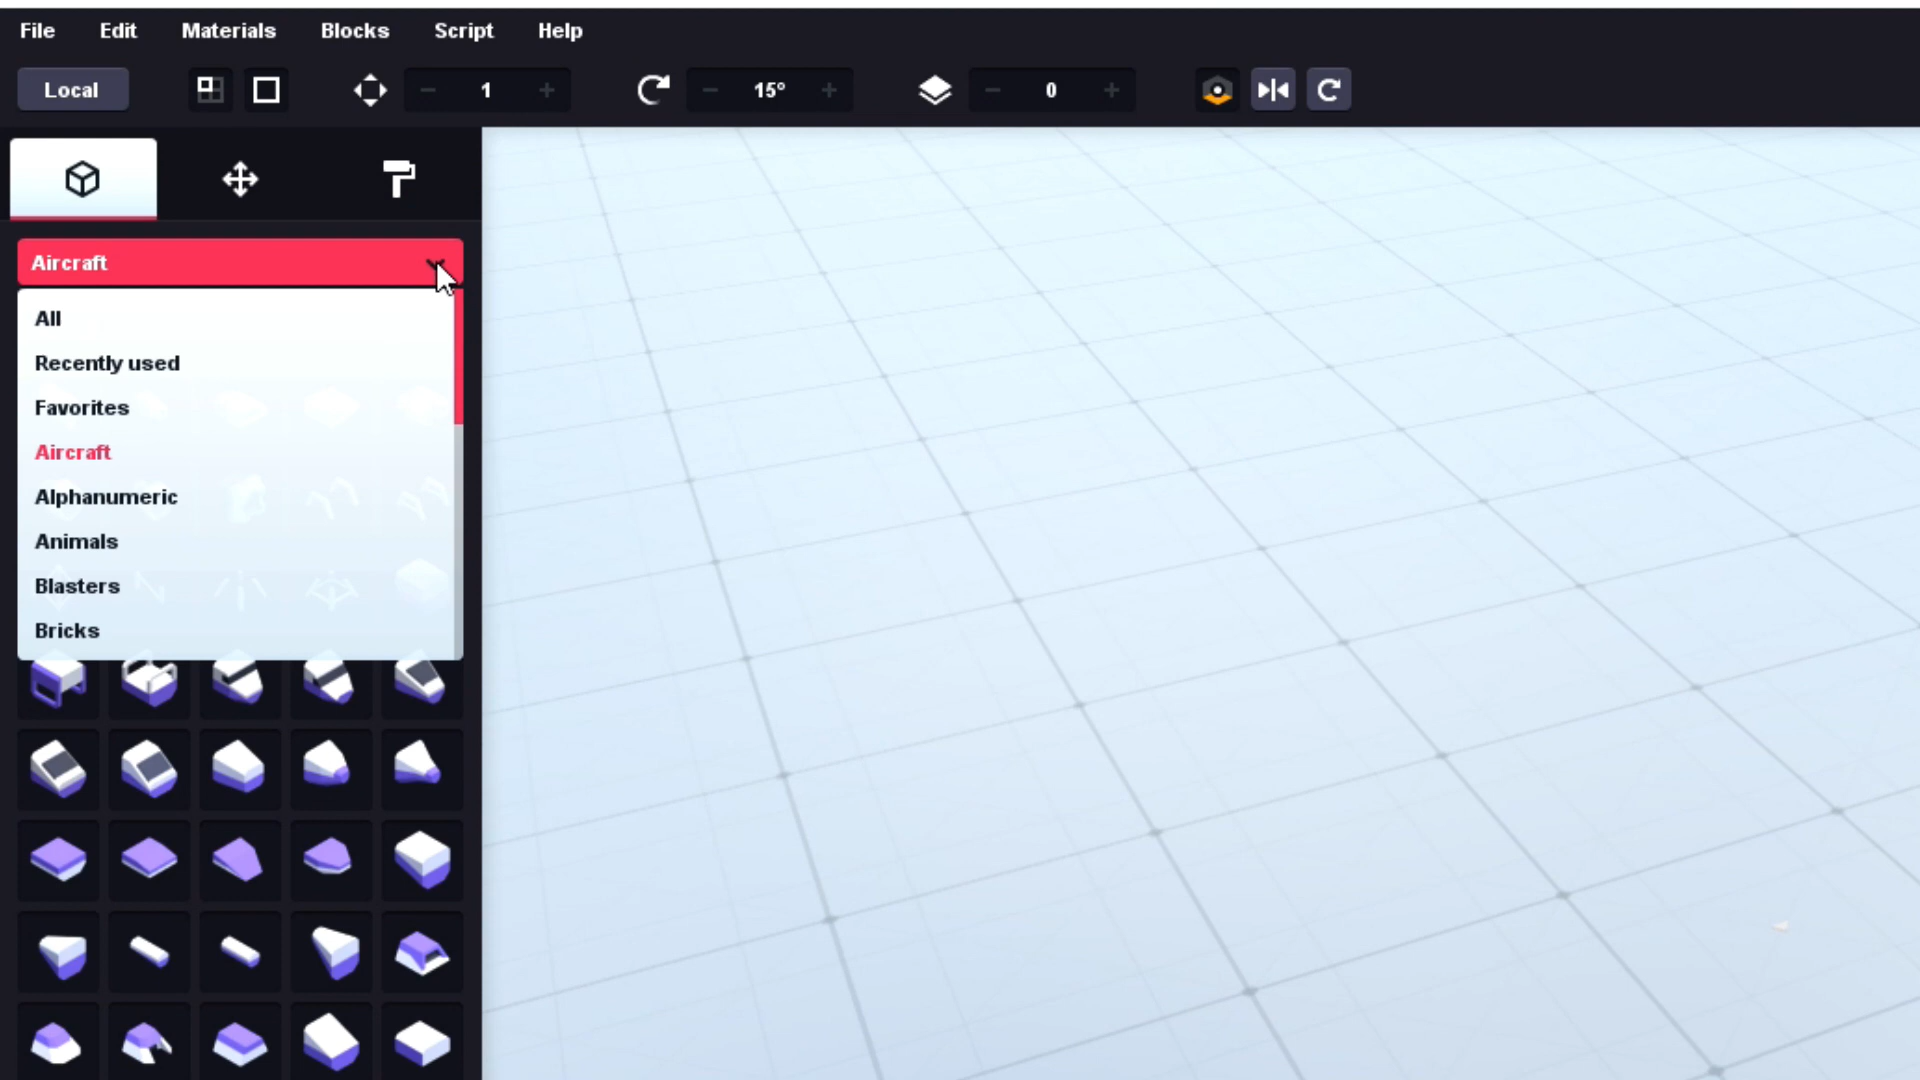 File Edit Materials Blocks Script Help
Local 1 15° 0
Aircraft
All
Recently used
Favorites
Aircraft
Alphanumeric
Animals
Blasters
Bricks